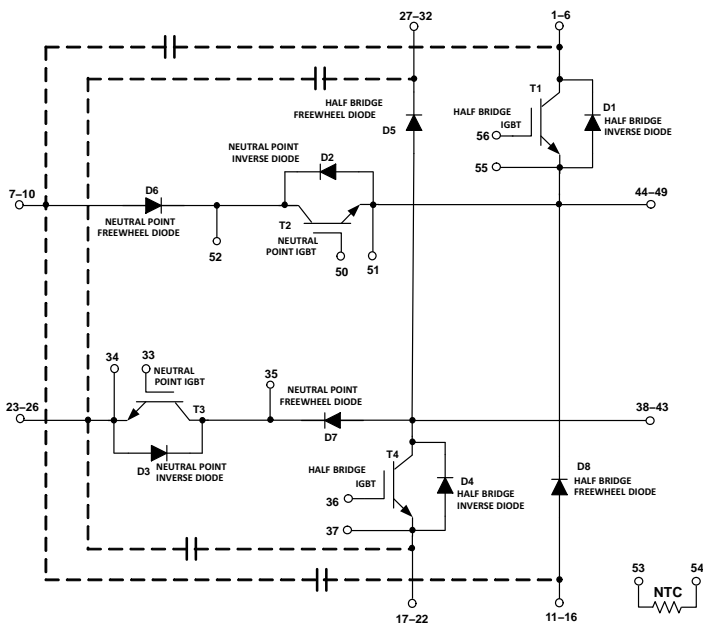 27–32
1–6
T1
HALF BRIDGE
FREEWHEEL DIODE
D5
HALF BRIDGE
IGBT
56
D1
HALF BRIDGE
INVERSE DIODE
55
NEUTRAL POINT
INVERSE DIODE
D2
7–10
D6
NEUTRAL POINT
FREEWHEEL DIODE
52
T2
NEUTRAL
POINT IGBT
50
51
44–49
34
33
NEUTRAL
POINT IGBT
35
NEUTRAL POINT
FREEWHEEL DIODE
23–26
T3
D7
38–43
D3
NEUTRAL POINT
INVERSE DIODE
T4
HALF BRIDGE
IGBT
36
D4
HALF BRIDGE
INVERSE DIODE
D8
HALF BRIDGE
FREEWHEEL DIODE
37
53
54
NTC
17–22
11–16